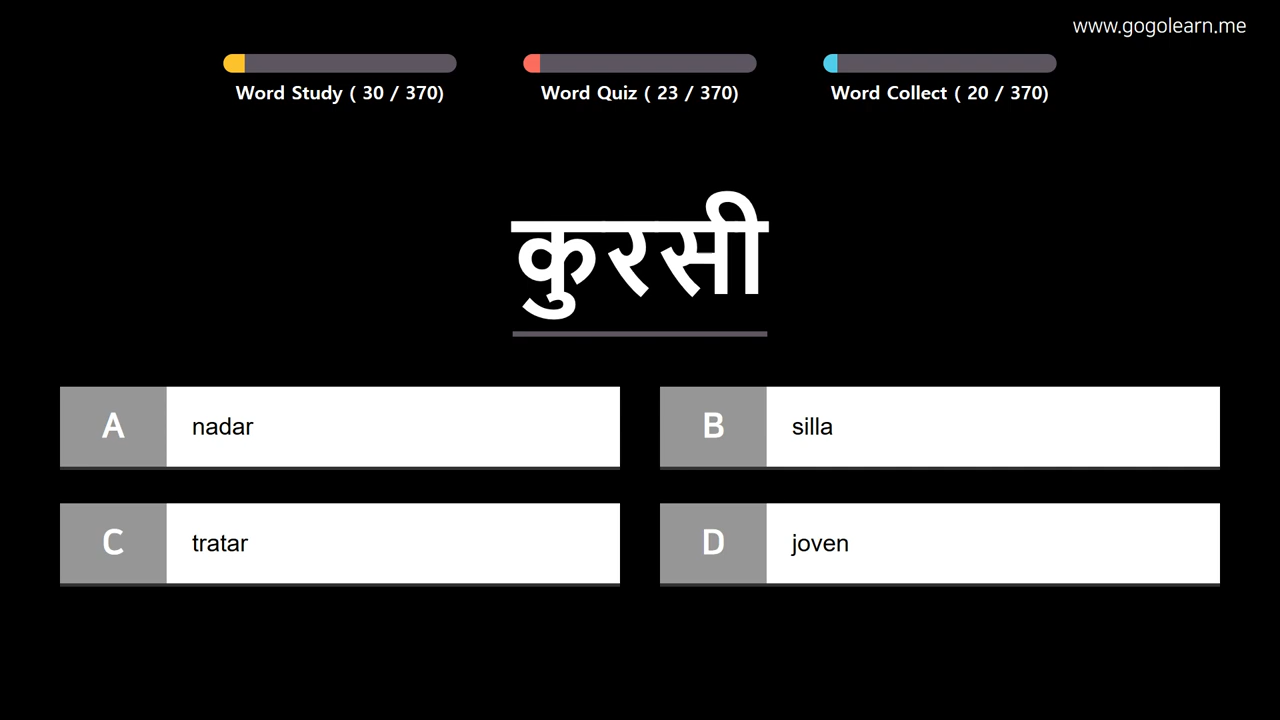 www.gogolearn.me
Word Study ( 30 / 370)
Word Quiz ( 23 / 370)
Word Collect ( 20 / 370)
कुरसी
A nadar
B silla
C tratar
D joven